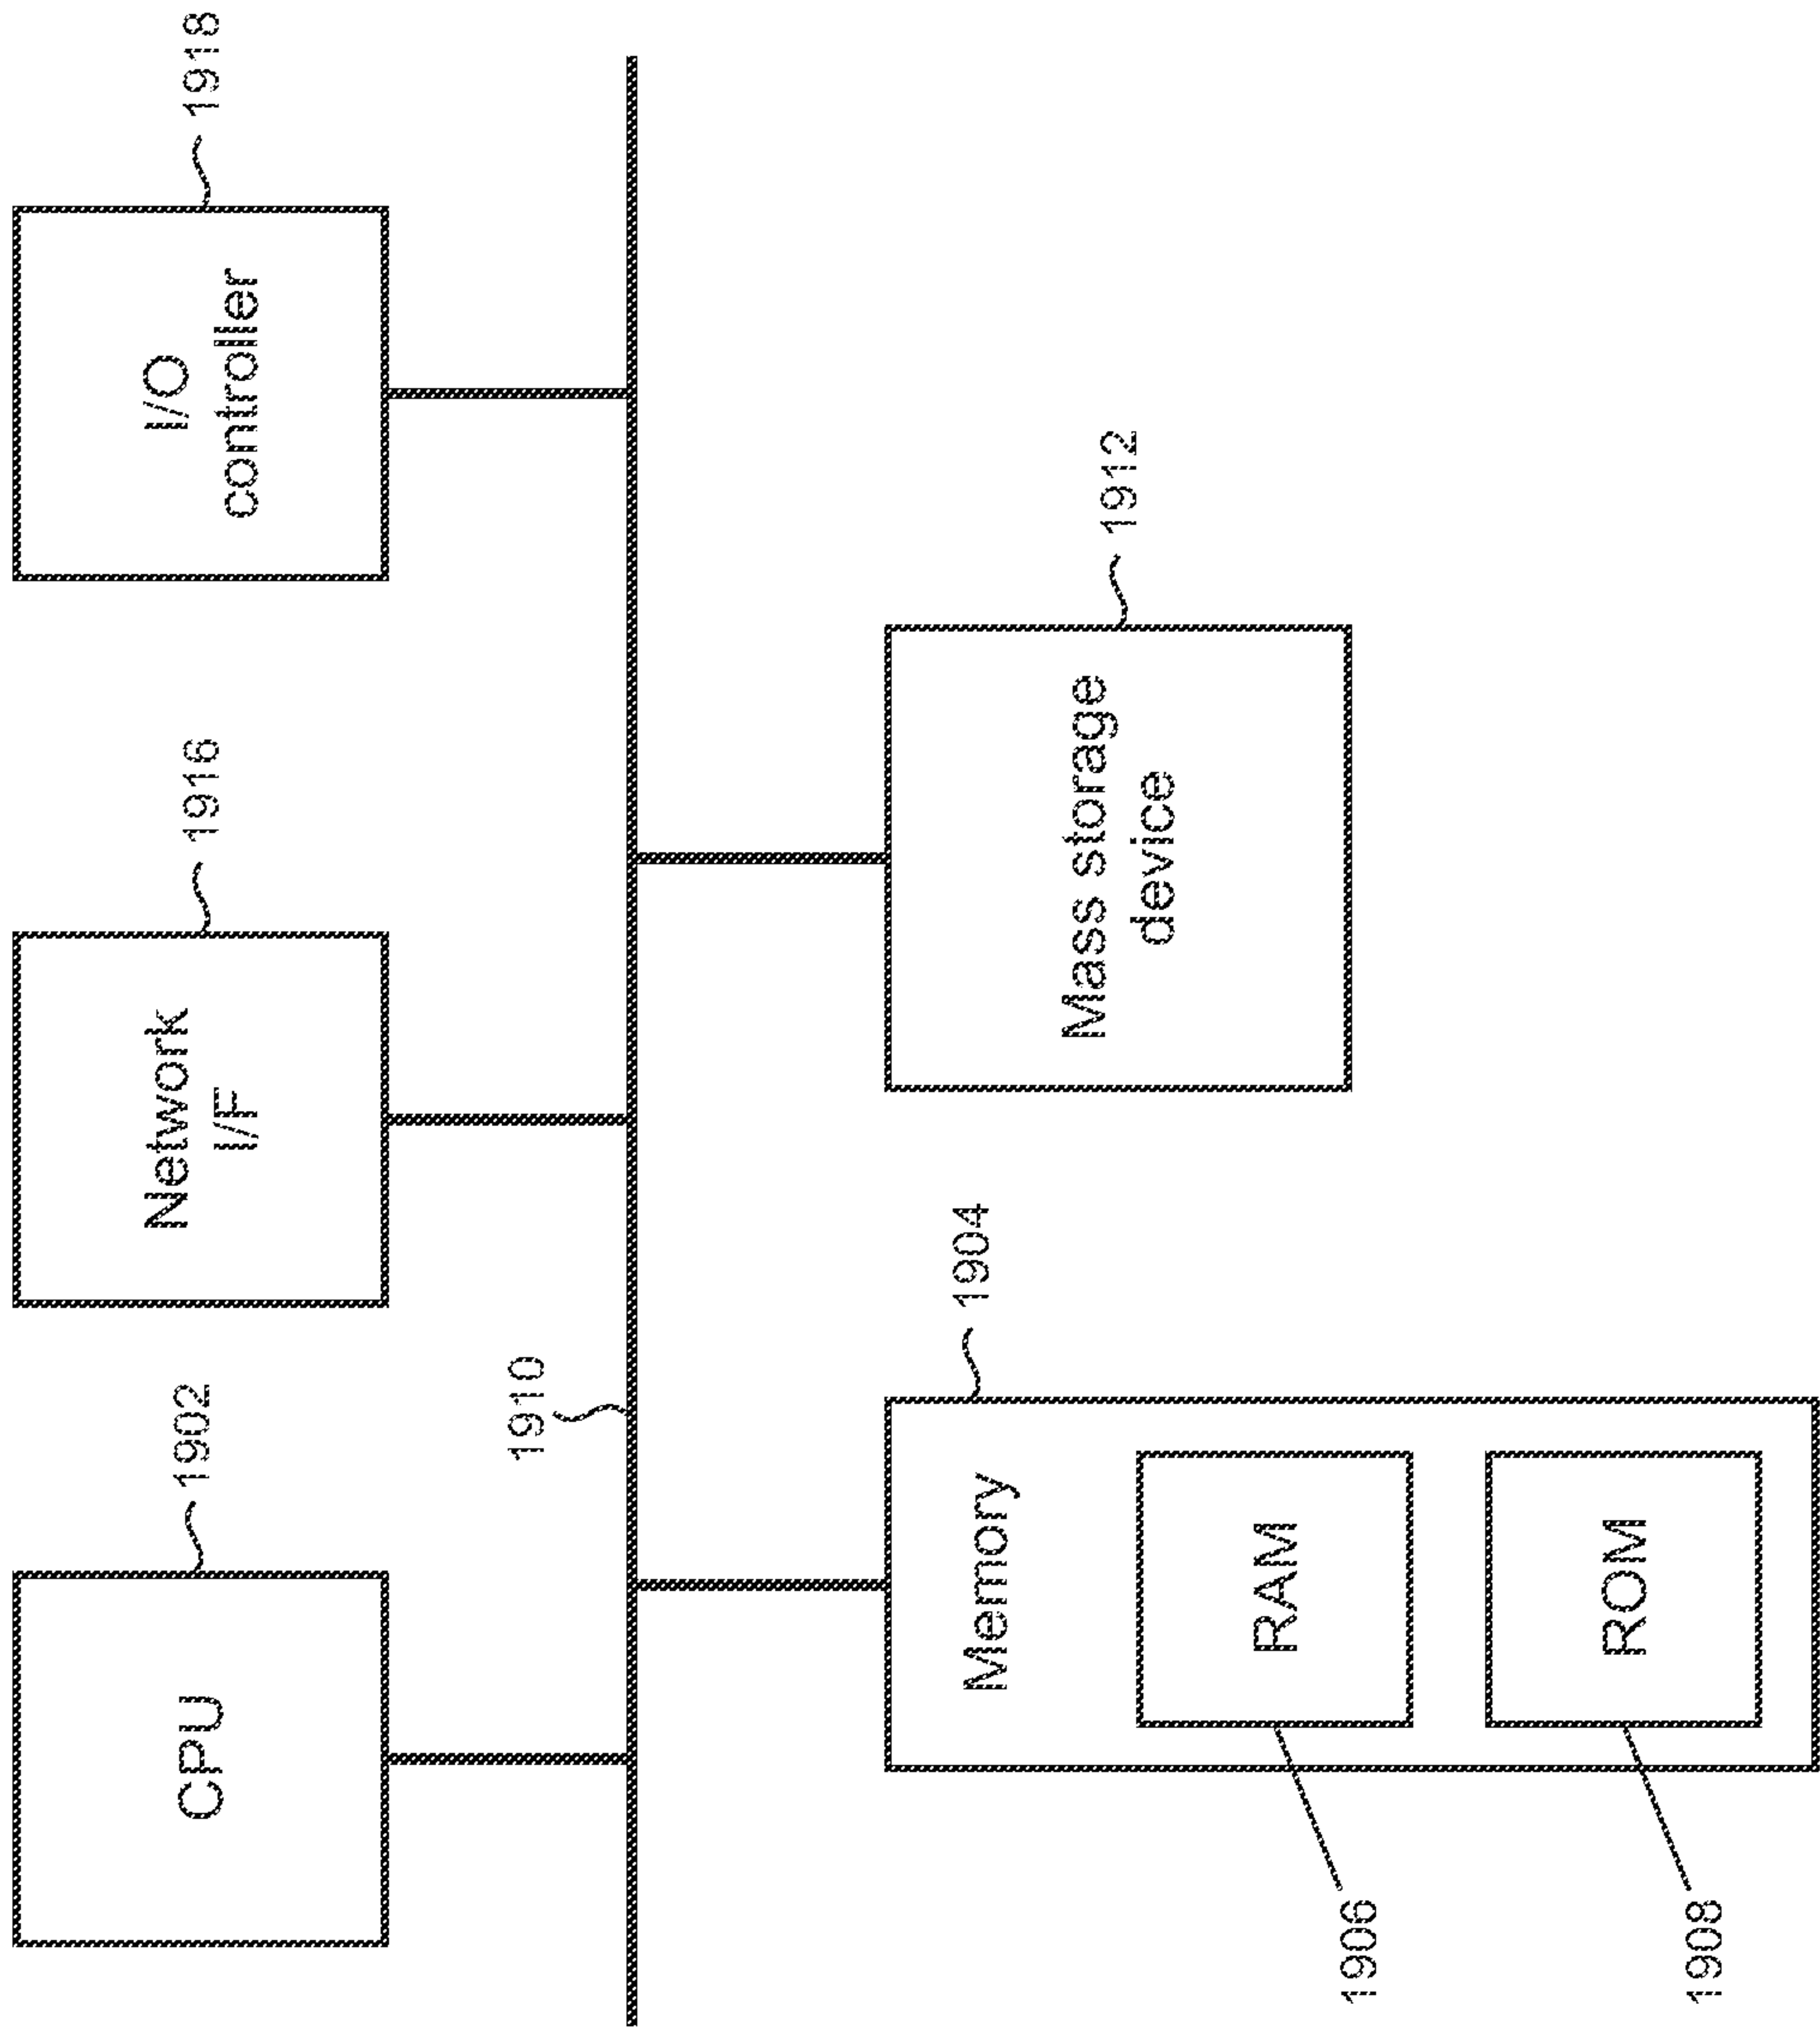 CPU
1902
Network
I/F
1916
I/O
controller
1918
1910
Memory
1904
RAM
1906
ROM
1908
Mass storage
device
1912